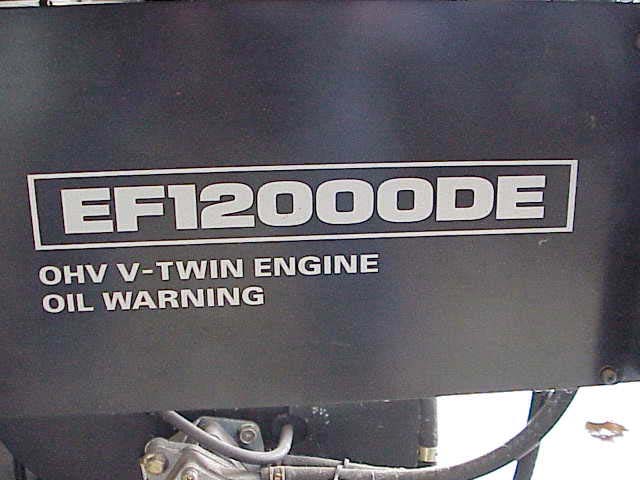 EF12000DE
OHV V-TWIN ENGINE
OIL WARNING